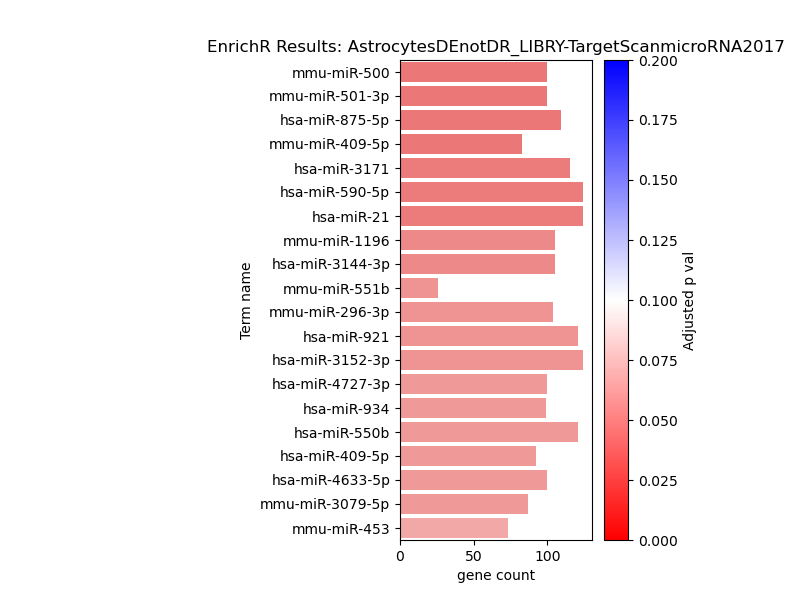 EnrichR Results: AstrocytesDEnotDR_LIBRY-TargetScanmicroRNA2017
mmu-miR-500
mmu-miR-501-3p
hsa-miR-875-5p
mmu-miR-409-5p
hsa-miR-3171
hsa-miR-590-5p
hsa-miR-21
mmu-miR-1196
hsa-miR-3144-3p
mmu-miR-551b
mmu-miR-296-3p
hsa-miR-921
hsa-miR-3152-3p
hsa-miR-4727-3p
hsa-miR-934
hsa-miR-550b
hsa-miR-409-5p
hsa-miR-4633-5p
mmu-miR-3079-5p
mmu-miR-453
Term name
0 50 100
gene count
0.200
0.175
0.150
0.125
0.100
0.075
0.050
0.025
0.000
Adjusted p val